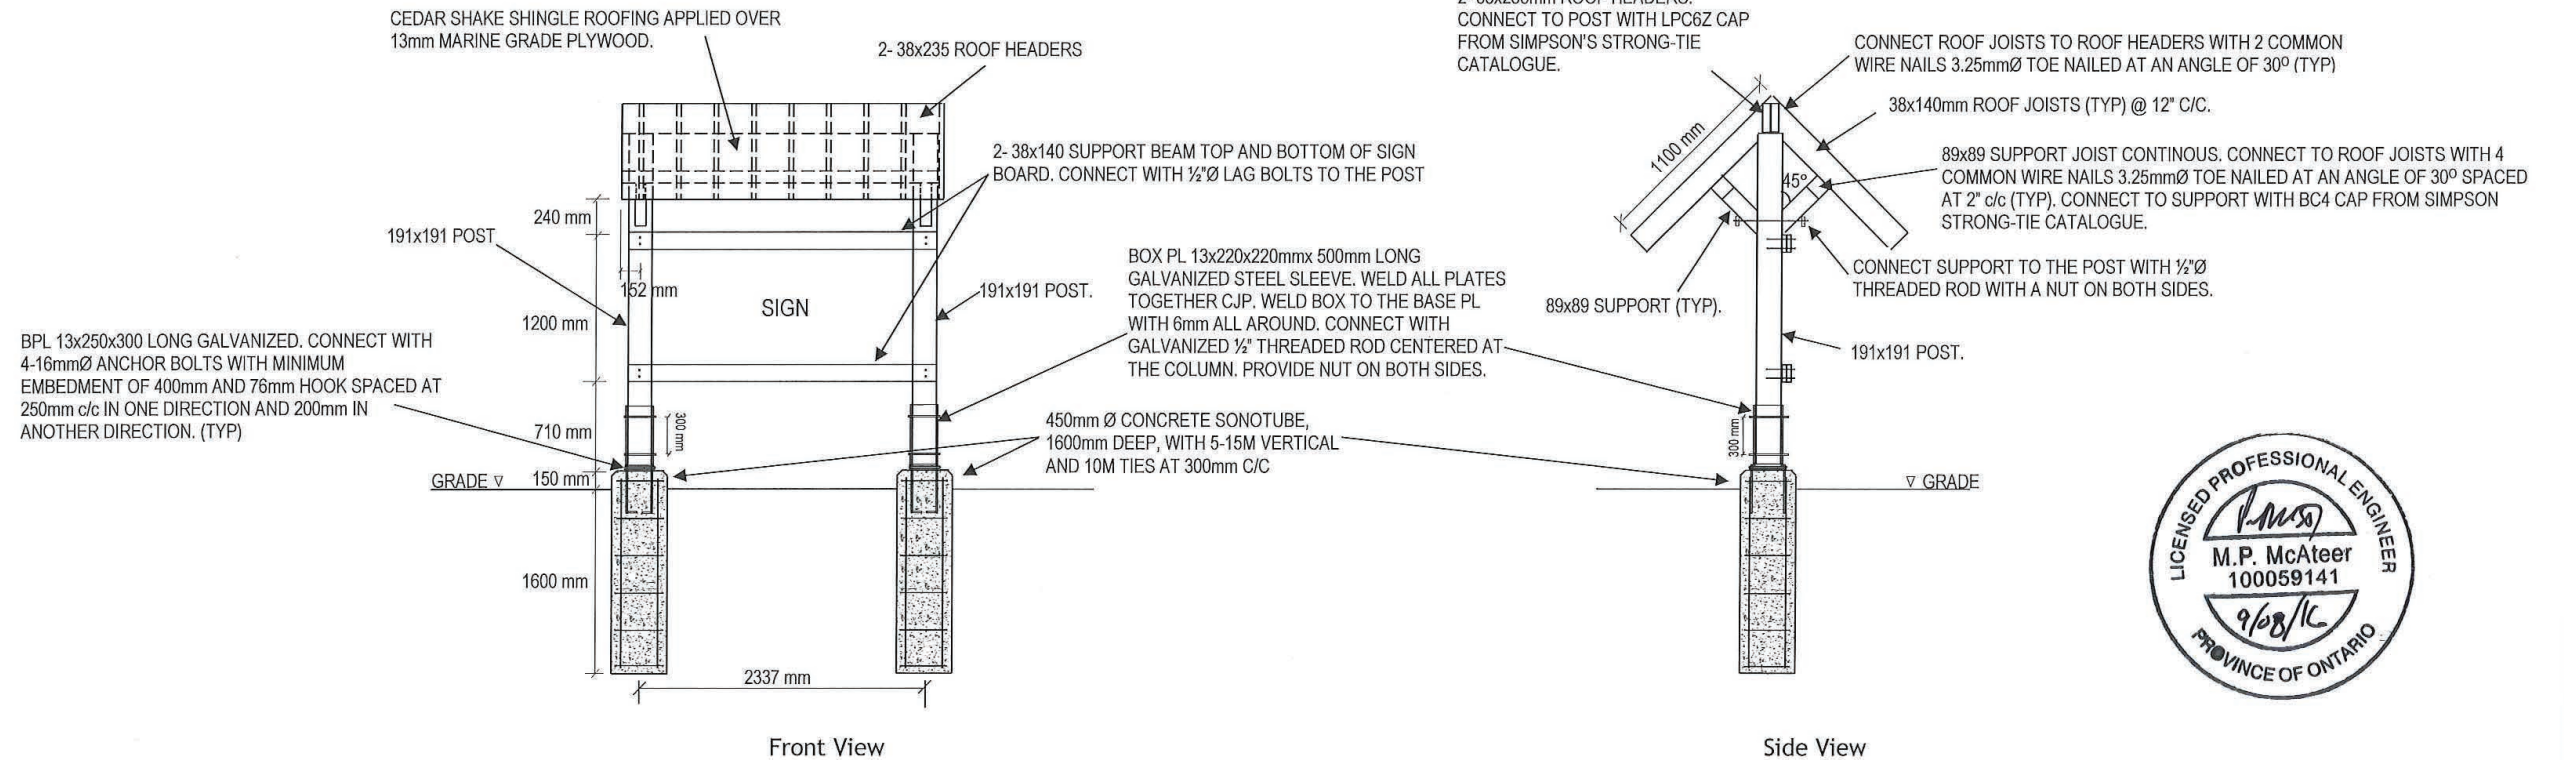 CEDAR SHAKE SHINGLE ROOFING APPLIED OVER
13mm MARINE GRADE PLYWOOD.
2- 38x235 ROOF HEADERS
2- 38x140 SUPPORT BEAM TOP AND BOTTOM OF SIGN
BOARD. CONNECT WITH ½"Ø LAG BOLTS TO THE POST
240 mm
191x191 POST
152 mm
SIGN
191x191 POST.
1200 mm
BOX PL 13x220x220mmx 500mm LONG
GALVANIZED STEEL SLEEVE. WELD ALL PLATES
TOGETHER CJP. WELD BOX TO THE BASE PL
WITH 6mm ALL AROUND. CONNECT WITH
GALVANIZED ½" THREADED ROD CENTERED AT
THE COLUMN. PROVIDE NUT ON BOTH SIDES.
BPL 13x250x300 LONG GALVANIZED. CONNECT WITH
4-16mmØ ANCHOR BOLTS WITH MINIMUM
EMBEDMENT OF 400mm AND 76mm HOOK SPACED AT
250mm c/c IN ONE DIRECTION AND 200mm IN
ANOTHER DIRECTION. (TYP)
300 mm
710 mm
450mm Ø CONCRETE SONOTUBE,
1600mm DEEP, WITH 5-15M VERTICAL
AND 10M TIES AT 300mm C/C
GRADE
150 mm
1600 mm
2337 mm
Front View
ROOF HEADERS.
CONNECT TO POST WITH LPC6Z CAP
FROM SIMPSON'S STRONG-TIE
CATALOGUE.
CONNECT ROOF JOISTS TO ROOF HEADERS WITH 2 COMMON
WIRE NAILS 3.25mmØ TOE NAILED AT AN ANGLE OF 30º (TYP)
38x140mm ROOF JOISTS (TYP) @ 12" C/C.
1100 mm
45°
89x89 SUPPORT JOIST CONTINOUS. CONNECT TO ROOF JOISTS WITH 4
COMMON WIRE NAILS 3.25mmØ TOE NAILED AT AN ANGLE OF 30º SPACED
AT 2" c/c (TYP). CONNECT TO SUPPORT WITH BC4 CAP FROM SIMPSON
STRONG-TIE CATALOGUE.
CONNECT SUPPORT TO THE POST WITH ½"Ø
THREADED ROD WITH A NUT ON BOTH SIDES.
89x89 SUPPORT (TYP).
191x191 POST.
300 mm
GRADE
Side View
LICENSED PROFESSIONAL ENGINEER
M.P. McAteer
100059141
9/08/16
PROVINCE OF ONTARIO